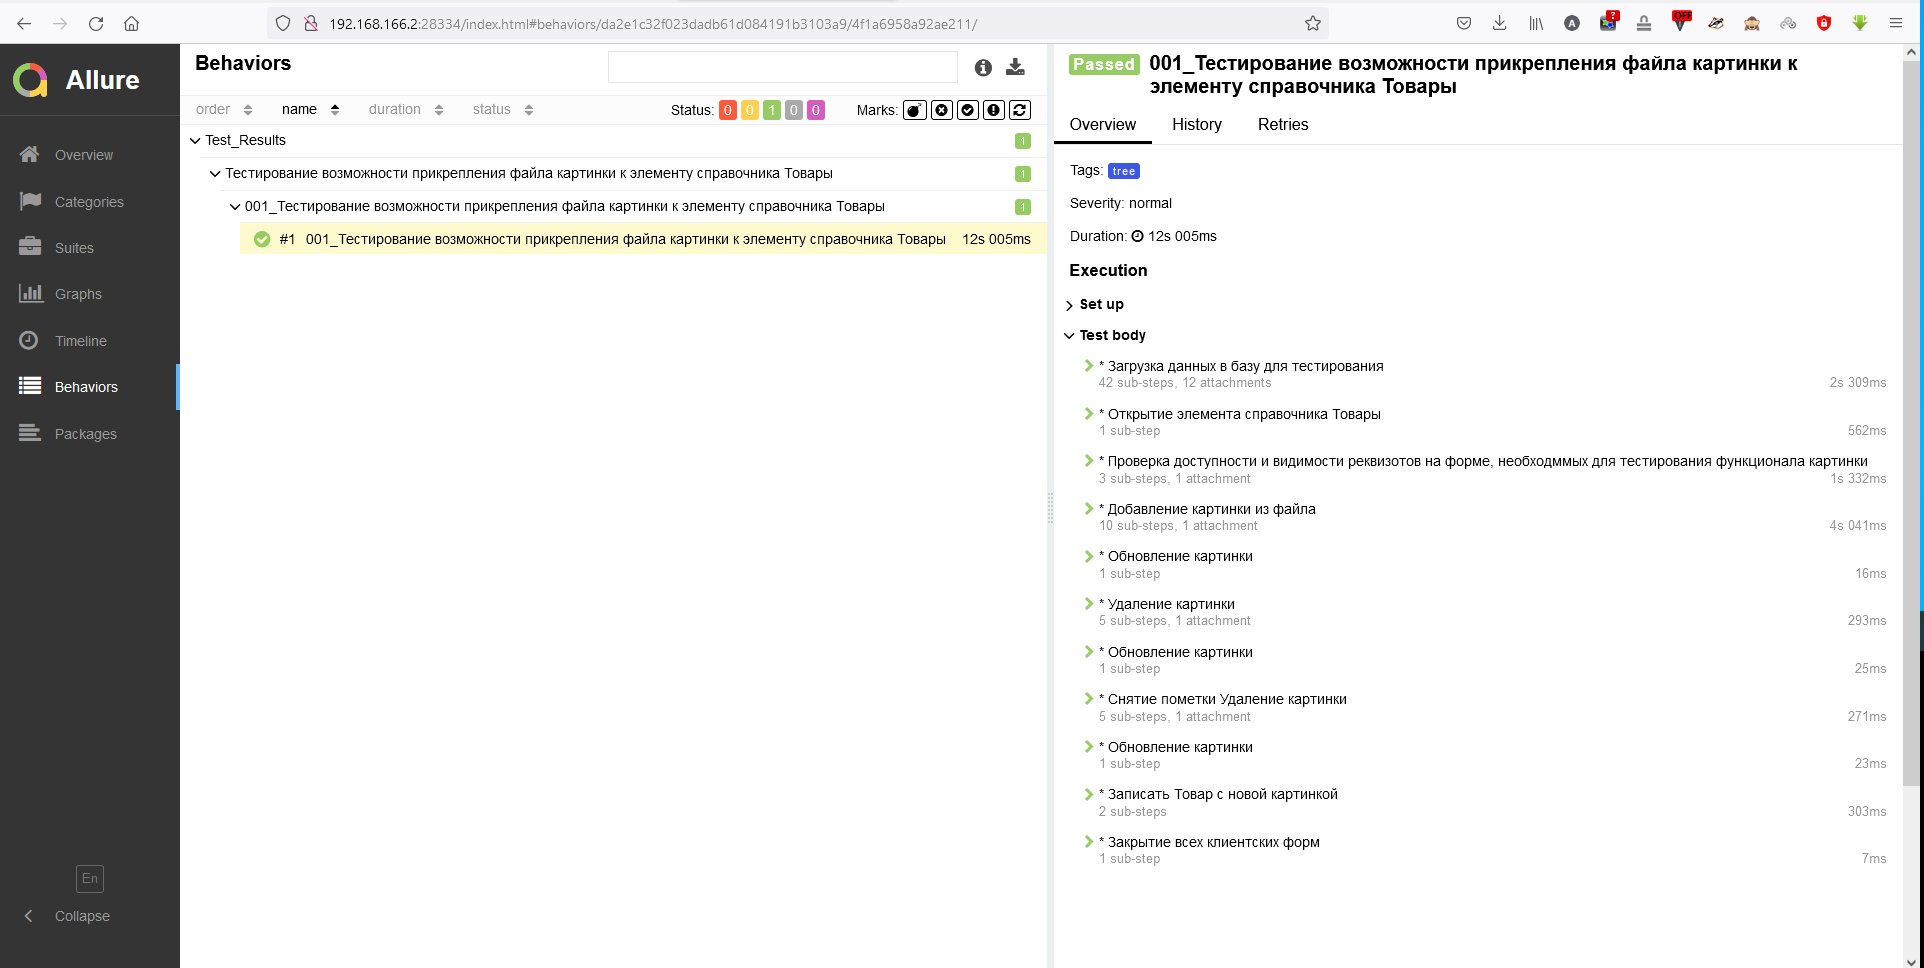 192.168.166.2:28334/index.html#behaviors/da2e1c32f023dadb61d084191b3103a9/4f1a6958a92ae211/
OFF
Allure
Overview
Categories
Suites
Graphs
Timeline
Behaviors
Packages
En
Collapse
Behaviors
order name duration status Status: 0 0 1 0 0 Marks:
Test_Results 1
Тестирование возможности прикрепления файла картинки к элементу справочника Товары 1
001_Тестирование возможности прикрепления файла картинки к элементу справочника Товары 1
#1 001_Тестирование возможности прикрепления файла картинки к элементу справочника Товары 12s 005ms
Passed 001_Тестирование возможности прикрепления файла картинки к
элементу справочника Товары
Overview History Retries
Tags: tree
Severity: normal
Duration: 12s 005ms
Execution
Set up
Test body
* Загрузка данных в базу для тестирования
42 sub-steps, 12 attachments 2s 309ms
* Открытие элемента справочника Товары
1 sub-step 562ms
* Проверка доступности и видимости реквизитов на форме, необходммых для тестирования функционала картинки
3 sub-steps, 1 attachment 1s 332ms
* Добавление картинки из файла
10 sub-steps, 1 attachment 4s 041ms
* Обновление картинки
1 sub-step 16ms
* Удаление картинки
5 sub-steps, 1 attachment 293ms
* Обновление картинки
1 sub-step 25ms
* Снятие пометки Удаление картинки
5 sub-steps, 1 attachment 271ms
* Обновление картинки
1 sub-step 23ms
* Записать Товар с новой картинкой
2 sub-steps 303ms
* Закрытие всех клиентских форм
1 sub-step 7ms